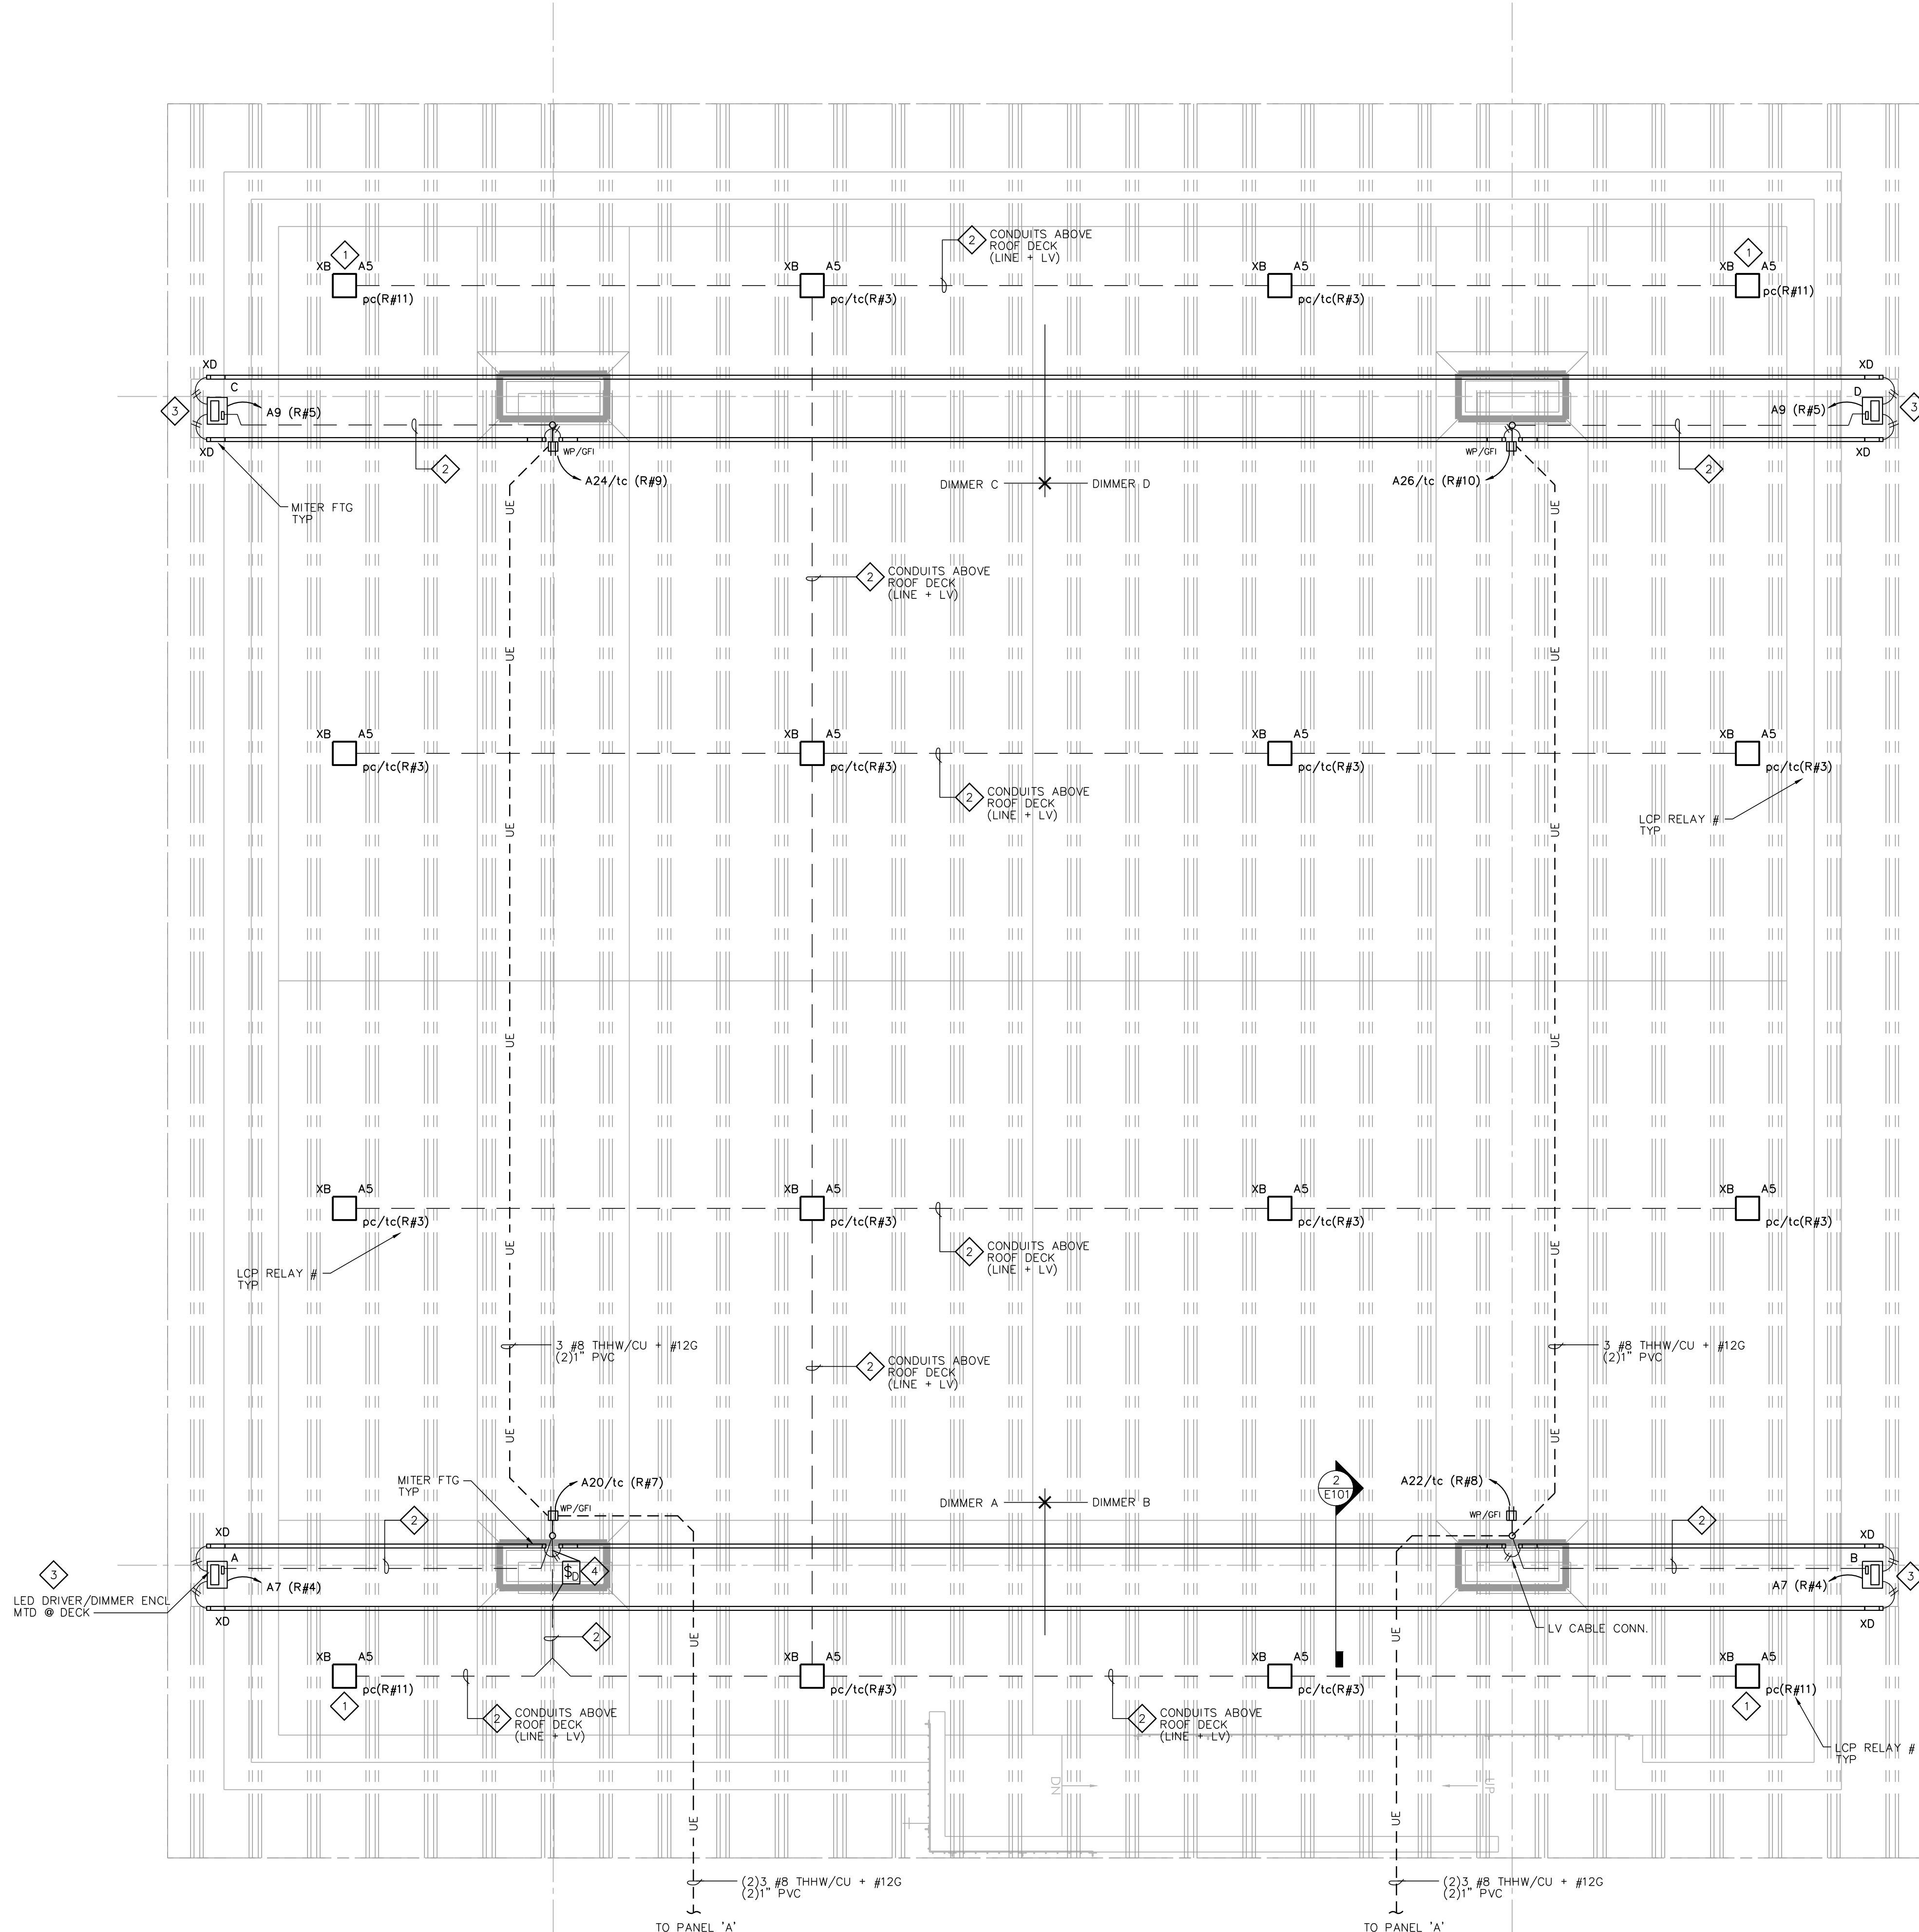 2 CONDUITS ABOVE
ROOF DECK
(LINE + LV)
1
1
XB A5
pc(R#11)
XB A5
pc/tc(R#3)
XB A5
pc/tc(R#3)
XB A5
pc(R#11)
XD
XD
C
D
3
A9 (R#5)
A9 (R#5)
3
XD
2
WP/GFI
WP/GFI
2
XD
A24/tc (R#9)
DIMMER C
DIMMER D
A26/tc (R#10)
MITER FTG
TYP
UE
UE
2 CONDUITS ABOVE
ROOF DECK
(LINE + LV)
UE
UE
XB A5
pc/tc(R#3)
XB A5
pc/tc(R#3)
XB A5
pc/tc(R#3)
XB A5
pc/tc(R#3)
2 CONDUITS ABOVE
ROOF DECK
(LINE + LV)
LCP RELAY #
TYP
UE
UE
UE
UE
XB A5
pc/tc(R#3)
XB A5
pc/tc(R#3)
XB A5
pc/tc(R#3)
XB A5
pc/tc(R#3)
2 CONDUITS ABOVE
ROOF DECK
(LINE + LV)
UE
UE
LCP RELAY #
TYP
3 #8 THHW/CU + #12G
(2)1" PVC
2 CONDUITS ABOVE
ROOF DECK
(LINE + LV)
3 #8 THHW/CU + #12G
(2)1" PVC
UE
UE
MITER FTG
TYP
A20/tc (R#7)
2
E101
A22/tc (R#8)
DIMMER A
DIMMER B
WP/GFI
WP/GFI
2
2
XD
XD
A
B
3
$D
4
3
A7 (R#4)
A7 (R#4)
LED DRIVER/DIMMER ENCL
MTD @ DECK
XD
XD
2
UE
UE
LV CABLE CONN.
XB A5
pc(R#11)
XB A5
pc/tc(R#3)
XB A5
pc/tc(R#3)
XB A5
pc(R#11)
1
1
2 CONDUITS ABOVE
ROOF DECK
(LINE + LV)
2 CONDUITS ABOVE
ROOF DECK
(LINE + LV)
LCP RELAY #
TYP
DN
UP
UE
UE
(2)3 #8 THHW/CU + #12G
(2)1" PVC
(2)3 #8 THHW/CU + #12G
(2)1" PVC
TO PANEL 'A'
TO PANEL 'A'